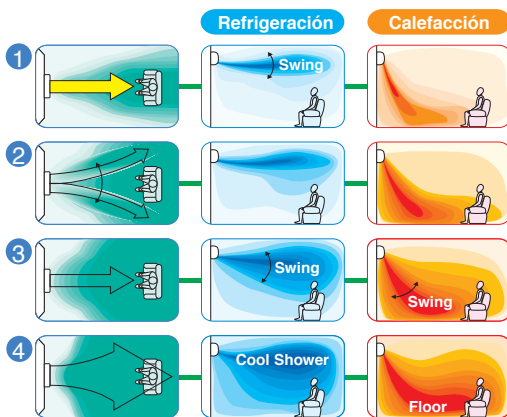 Refrigeración
Calefacción
1
Swing
2
3
Swing
Swing
4
Cool Shower
Floor